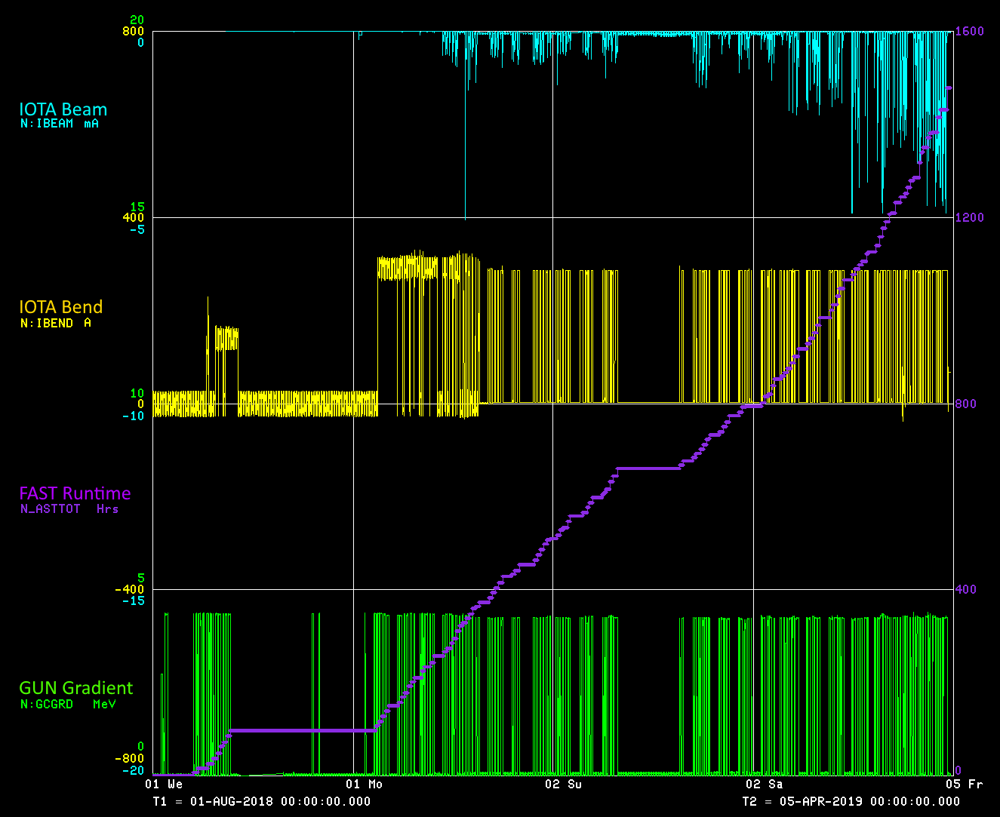 20
800
0
1600
IOTA Beam
N:IBEAM mA
15
400
-5
1200
IOTA Bend
N:IBEND A
10
0
-10
800
FAST Runtime
N_ASTTOT Hrs
5
-400
-15
400
GUN Gradient
N:GCGRD MeV
0
-800
-20
0
01 We 01 Mo 02 Su 02 Sa 05 Fr
T1 = 01-AUG-2018 00:00:00.000 T2 = 05-APR-2019 00:00:00.000